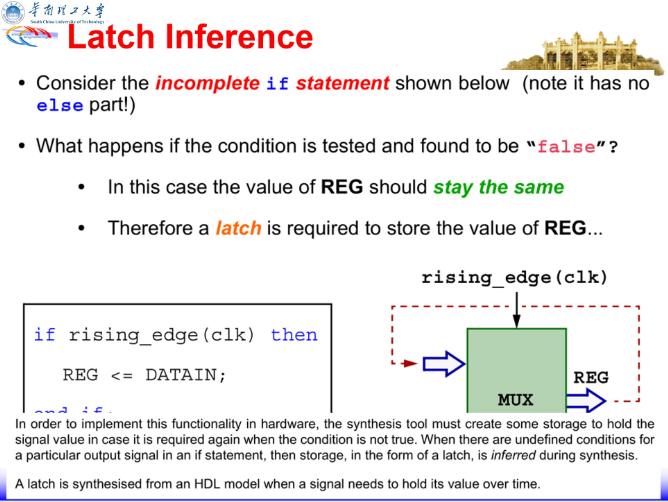 华南理工大学
South China University of Technology
Latch Inference
• Consider the incomplete if statement shown below (note it has no
else part!)
• What happens if the condition is tested and found to be “false”?
• In this case the value of REG should stay the same
• Therefore a latch is required to store the value of REG...
rising_edge(clk)
if rising_edge(clk) then
REG <= DATAIN;
end if;
REG
MUX
In order to implement this functionality in hardware, the synthesis tool must create some storage to hold the
signal value in case it is required again when the condition is not true. When there are undefined conditions for
a particular output signal in an if statement, then storage, in the form of a latch, is inferred during synthesis.
A latch is synthesised from an HDL model when a signal needs to hold its value over time.